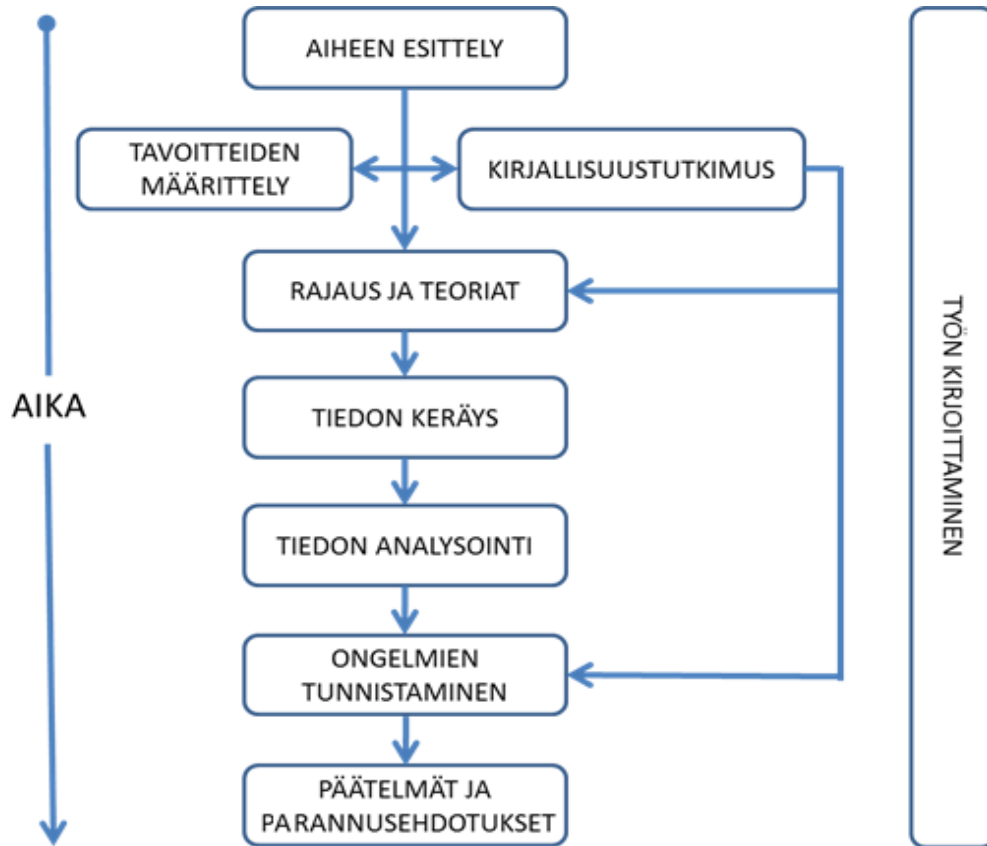 AIHEEN ESITTELY
TAVOITTEIDEN
MÄÄRITTELY
KIRJALLISUUSTUTKIMUS
RAJAUS JA TEORIAT
TIEDON KERÄYS
AIKA
TIEDON ANALYSOINTI
ONGELMIEN
TUNNISTAMINEN
PÄÄTELMÄT JA
PARANNUSEHDOTUKSET
TYÖN KIRJOITTAMINEN